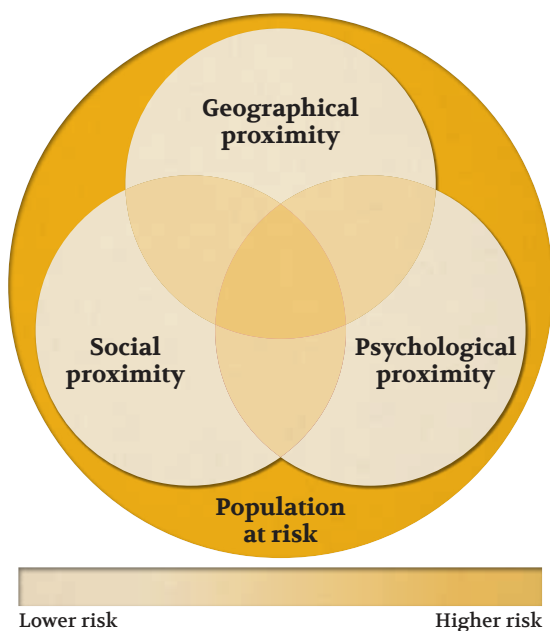 Geographical
proximity
Social
proximity
Psychological
proximity
Population
at risk
Lower risk
Higher risk